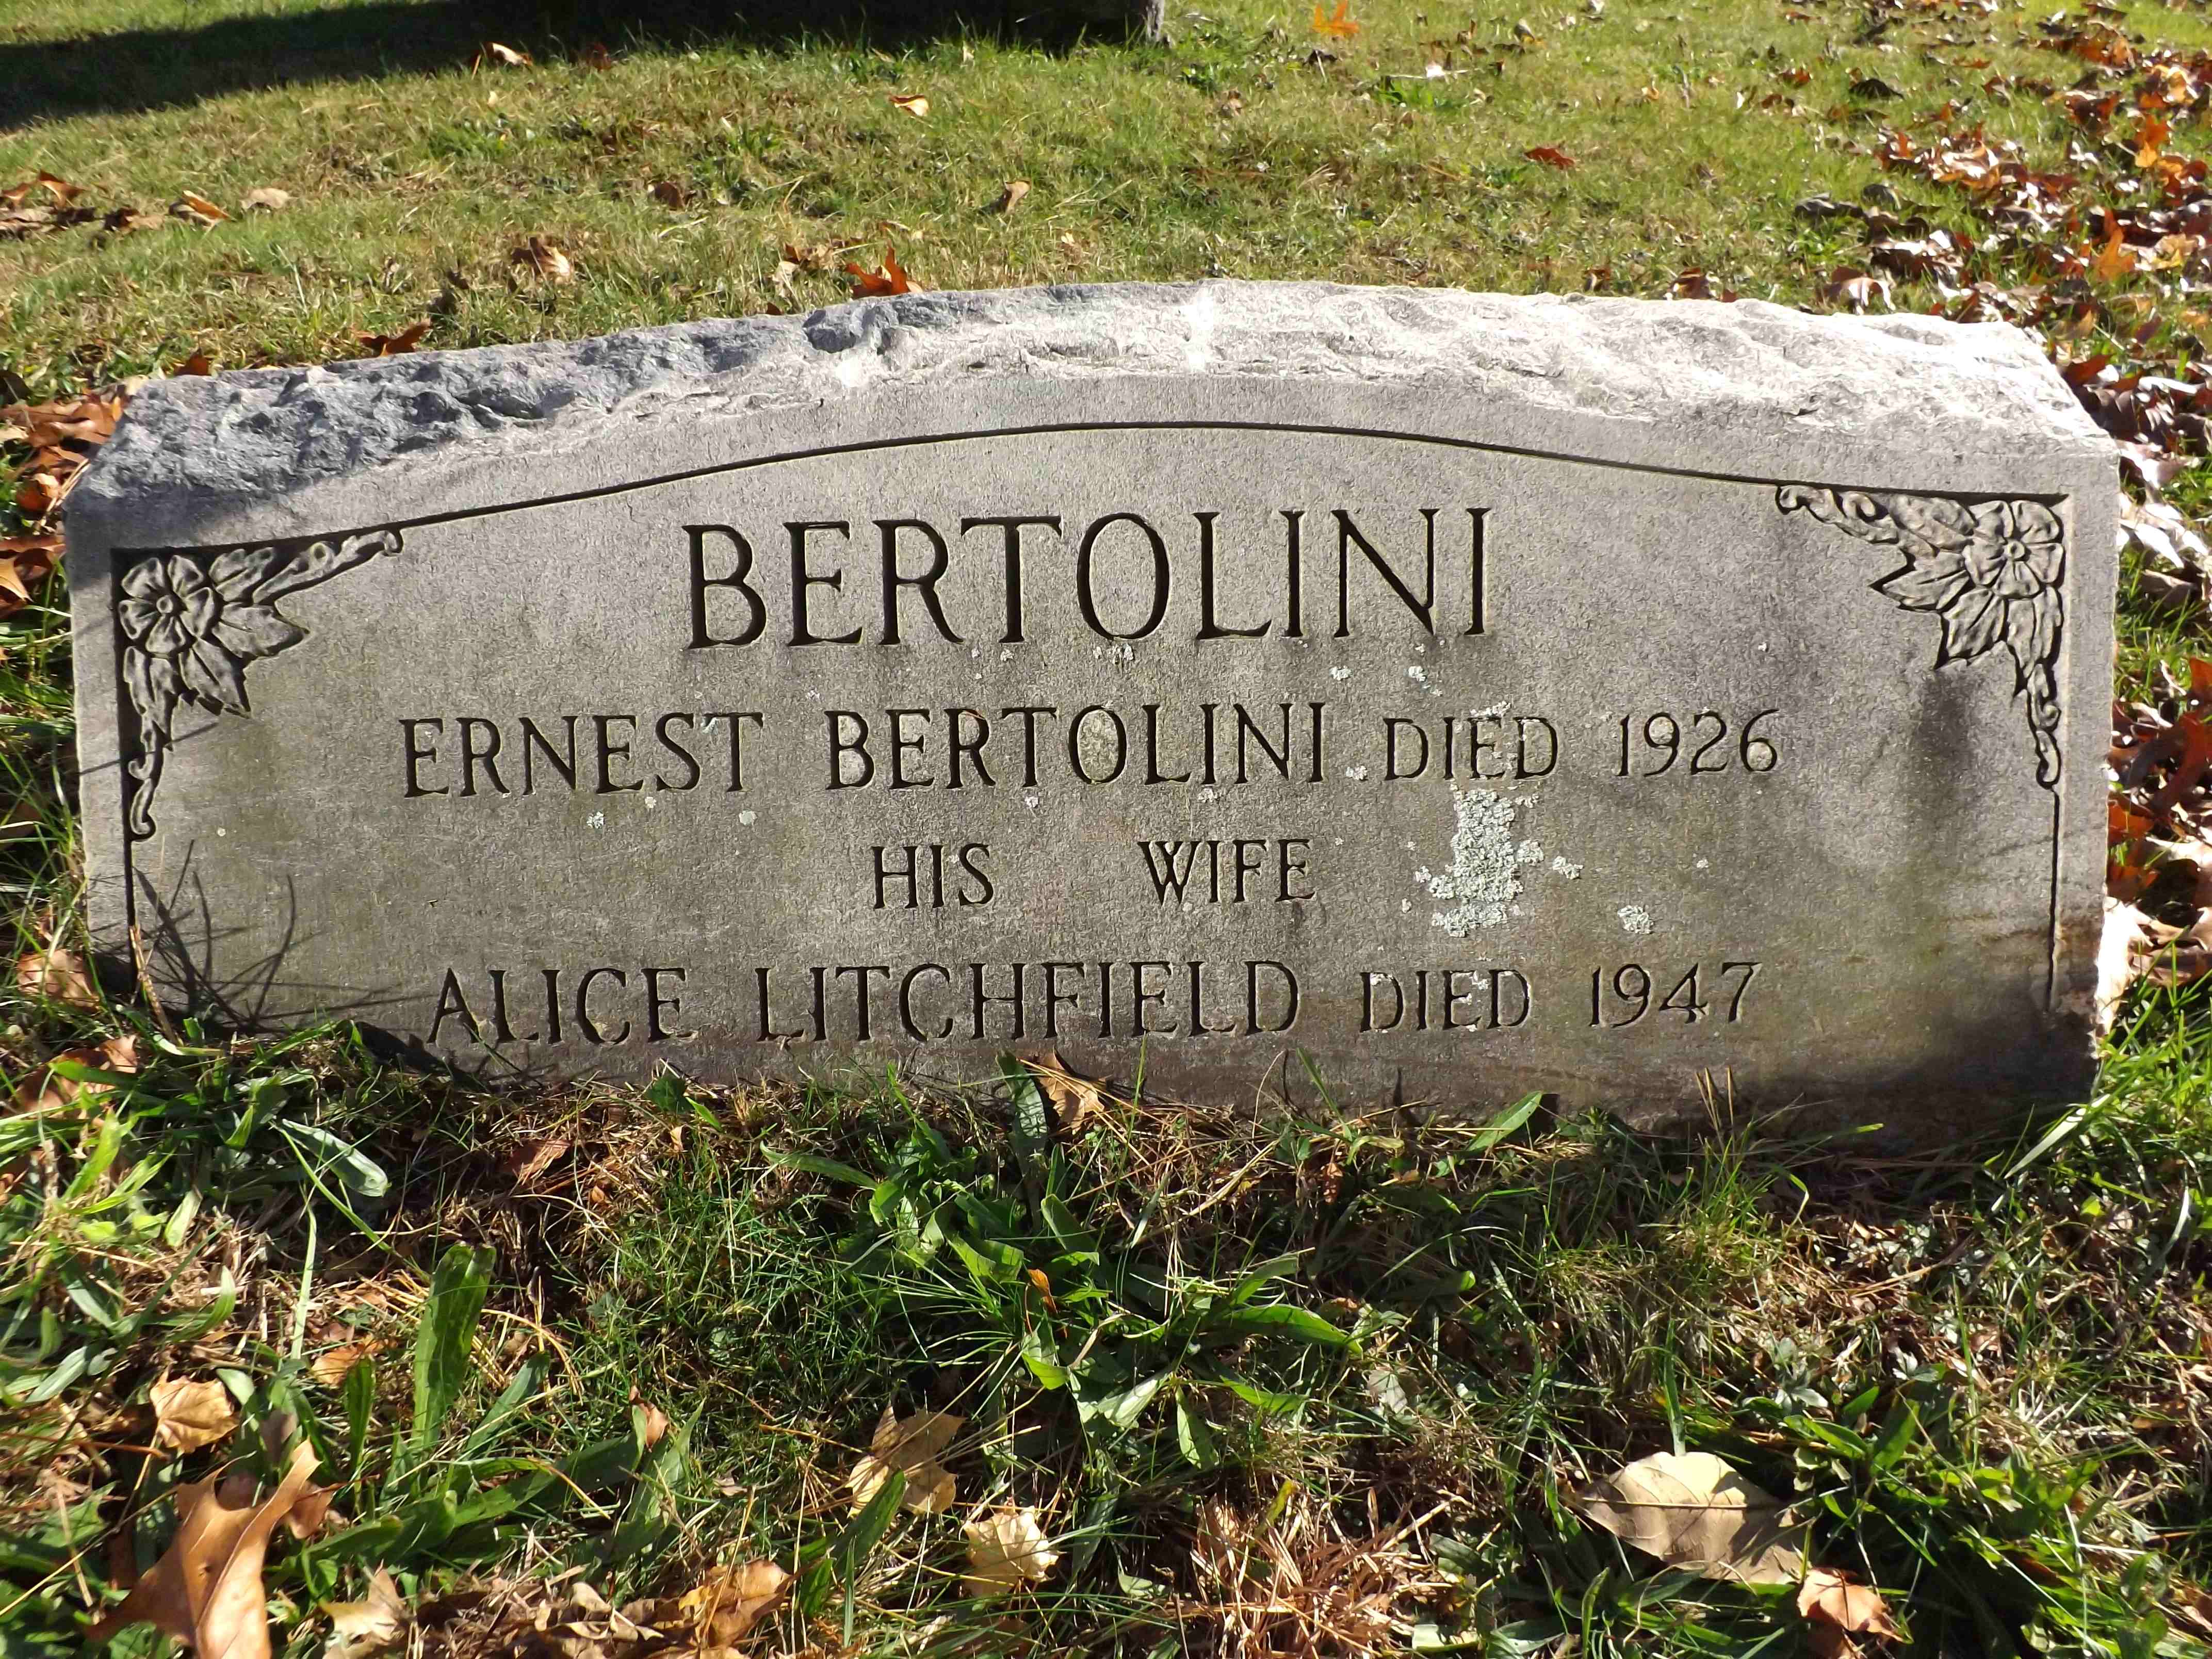 BERTOLINI
ERNEST BERTOLINI DIED 1926
HIS WIFE
ALICE LITCHFIELD DIED 1947